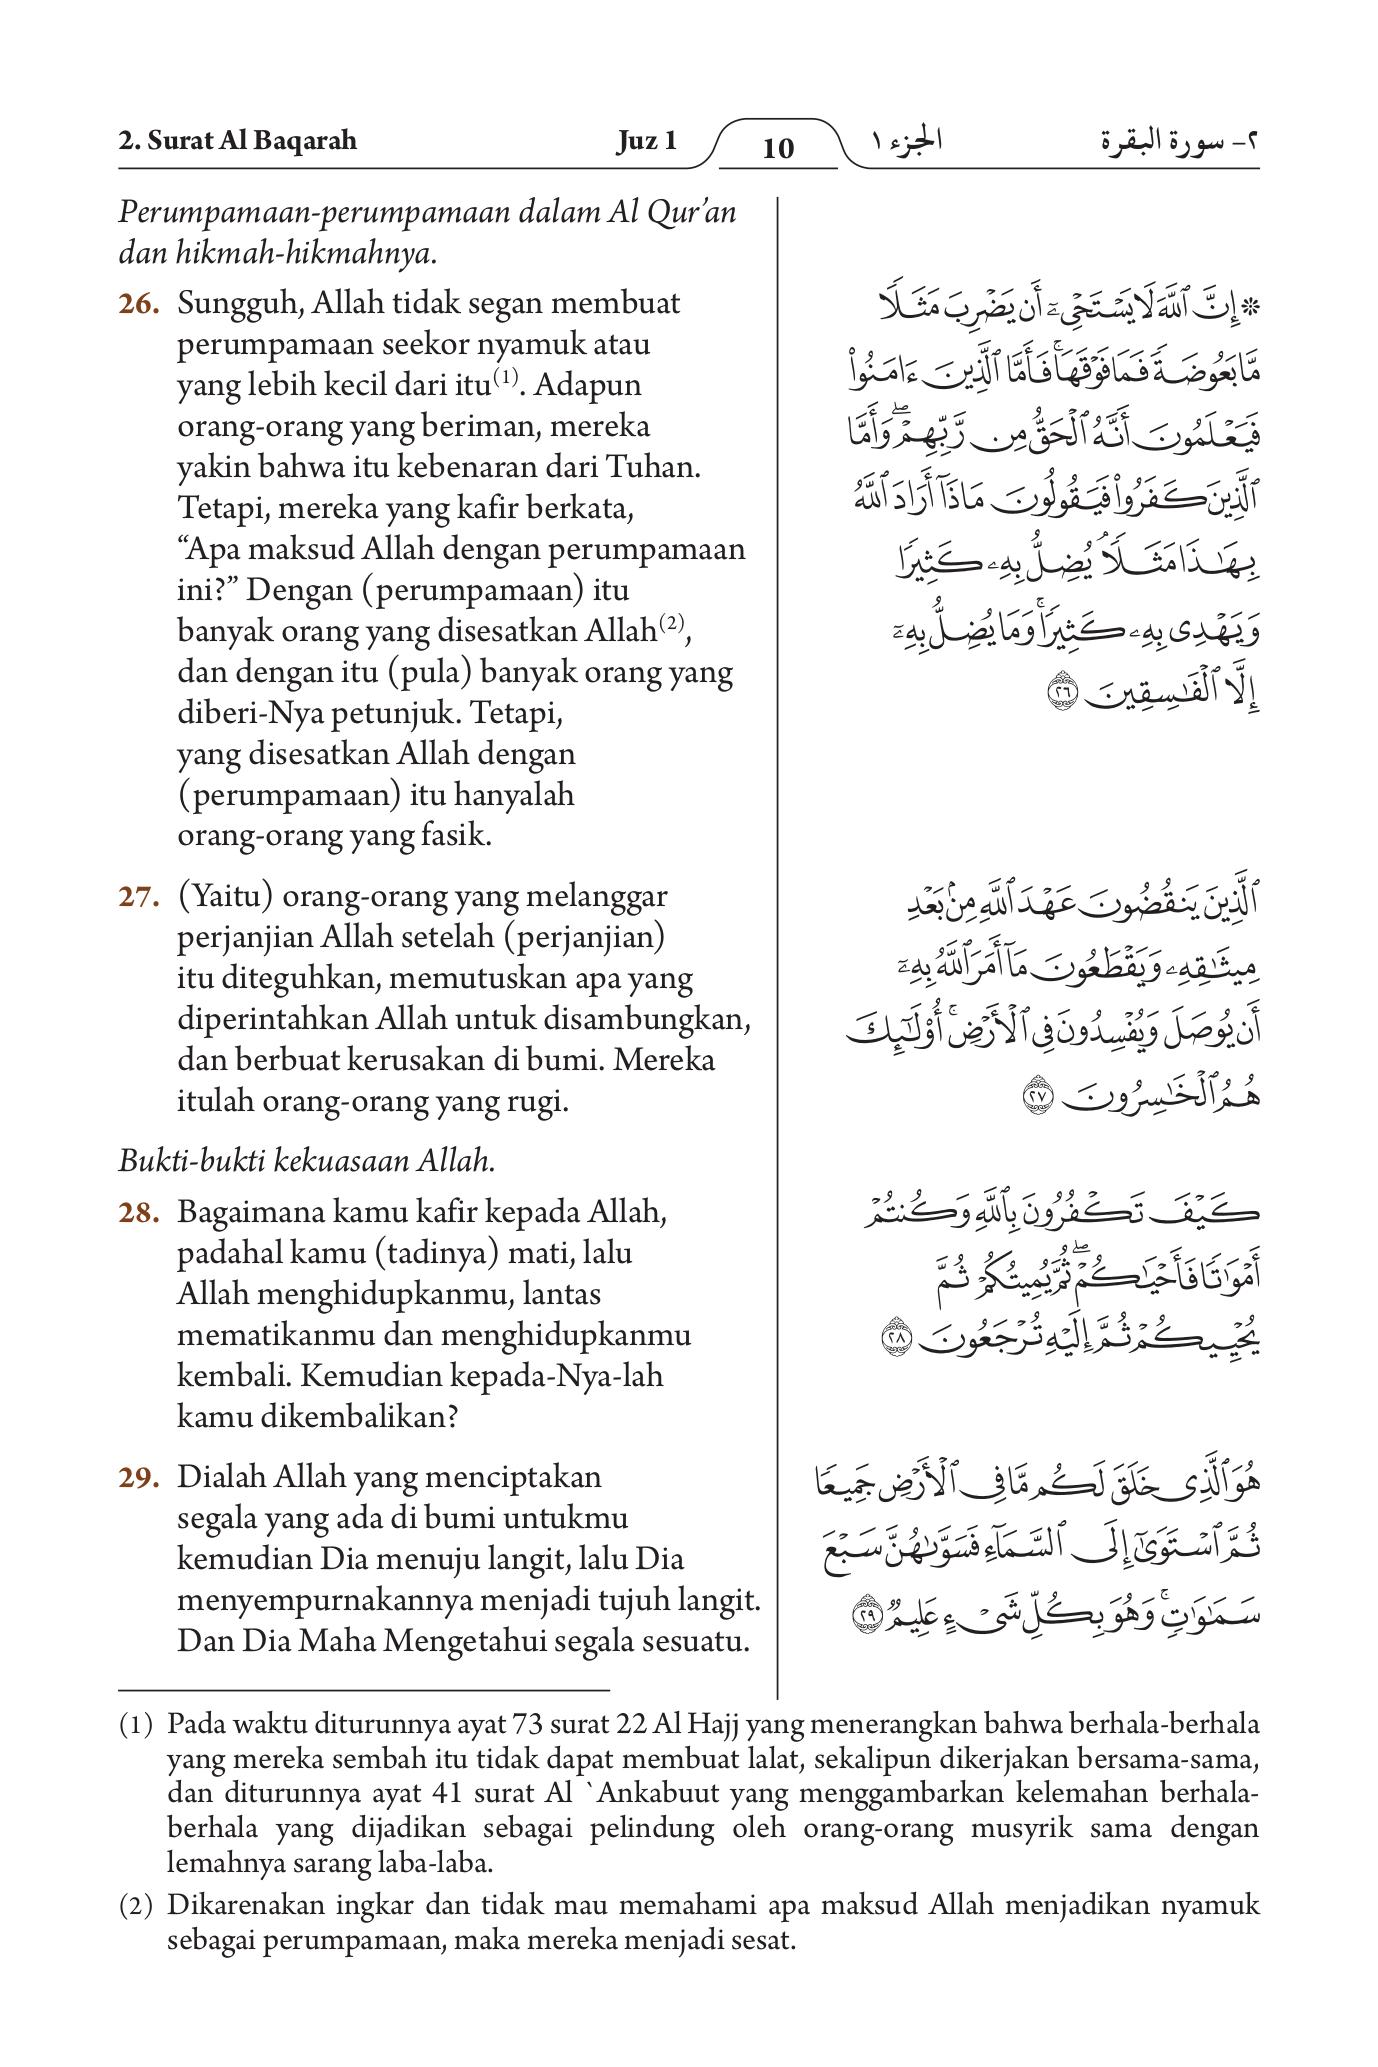 2. Surat Al Baqarah
Juz 1
10
الجزء ١
٢– سورة البقرة
Perumpamaan-perumpamaan dalam Al Qur’an
dan hikmah-hikmahnya.
26. Sungguh, Allah tidak segan membuat
perumpamaan seekor nyamuk atau
yang lebih kecil dari itu(1). Adapun
orang-orang yang beriman, mereka
yakin bahwa itu kebenaran dari Tuhan.
Tetapi, mereka yang kafir berkata,
“Apa maksud Allah dengan perumpamaan
ini?” Dengan (perumpamaan) itu
banyak orang yang disesatkan Allah(2),
dan dengan itu (pula) banyak orang yang
diberi-Nya petunjuk. Tetapi,
yang disesatkan Allah dengan
(perumpamaan) itu hanyalah
orang-orang yang fasik.
27. (Yaitu) orang-orang yang melanggar
perjanjian Allah setelah (perjanjian)
itu diteguhkan, memutuskan apa yang
diperintahkan Allah untuk disambungkan,
dan berbuat kerusakan di bumi. Mereka
itulah orang-orang yang rugi.
Bukti-bukti kekuasaan Allah.
28. Bagaimana kamu kafir kepada Allah,
padahal kamu (tadinya) mati, lalu
Allah menghidupkanmu, lantas
mematikanmu dan menghidupkanmu
kembali. Kemudian kepada-Nya-lah
kamu dikembalikan?
29. Dialah Allah yang menciptakan
segala yang ada di bumi untukmu
kemudian Dia menuju langit, lalu Dia
menyempurnakannya menjadi tujuh langit.
Dan Dia Maha Mengetahui segala sesuatu.
۞ إِنَّ ٱللَّهَ لَا يَسْتَحْىِۦٓ أَن يَضْرِبَ مَثَلًا
مَّا بَعُوضَةً فَمَا فَوْقَهَا ۚ فَأَمَّا ٱلَّذِينَ ءَامَنُوا۟
فَيَعْلَمُونَ أَنَّهُ ٱلْحَقُّ مِن رَّبِّهِمْ ۖ وَأَمَّا
ٱلَّذِينَ كَفَرُوا۟ فَيَقُولُونَ مَاذَآ أَرَادَ ٱللَّهُ
بِهَٰذَا مَثَلًا ۘ يُضِلُّ بِهِۦ كَثِيرًا
وَيَهْدِى بِهِۦ كَثِيرًا ۚ وَمَا يُضِلُّ بِهِۦٓ
إِلَّا ٱلْفَٰسِقِينَ ٢٦
ٱلَّذِينَ يَنقُضُونَ عَهْدَ ٱللَّهِ مِنۢ بَعْدِ
مِيثَٰقِهِۦ وَيَقْطَعُونَ مَآ أَمَرَ ٱللَّهُ بِهِۦٓ
أَن يُوصَلَ وَيُفْسِدُونَ فِى ٱلْأَرْضِ ۚ أُو۟لَٰٓئِكَ
هُمُ ٱلْخَٰسِرُونَ ٢٧
كَيْفَ تَكْفُرُونَ بِٱللَّهِ وَكُنتُمْ
أَمْوَٰتًا فَأَحْيَٰكُمْ ۖ ثُمَّ يُمِيتُكُمْ ثُمَّ
يُحْيِيكُمْ ثُمَّ إِلَيْهِ تُرْجَعُونَ ٢٨
هُوَ ٱلَّذِى خَلَقَ لَكُم مَّا فِى ٱلْأَرْضِ جَمِيعًا
ثُمَّ ٱسْتَوَىٰٓ إِلَى ٱلسَّمَآءِ فَسَوَّىٰهُنَّ سَبْعَ
سَمَٰوَٰتٍ ۚ وَهُوَ بِكُلِّ شَىْءٍ عَلِيمٌ ٢٩
(1) Pada waktu diturunnya ayat 73 surat 22 Al Hajj yang menerangkan bahwa berhala-berhala
yang mereka sembah itu tidak dapat membuat lalat, sekalipun dikerjakan bersama-sama,
dan diturunnya ayat 41 surat Al `Ankabuut yang menggambarkan kelemahan berhala-
berhala yang dijadikan sebagai pelindung oleh orang-orang musyrik sama dengan
lemahnya sarang laba-laba.
(2) Dikarenakan ingkar dan tidak mau memahami apa maksud Allah menjadikan nyamuk
sebagai perumpamaan, maka mereka menjadi sesat.